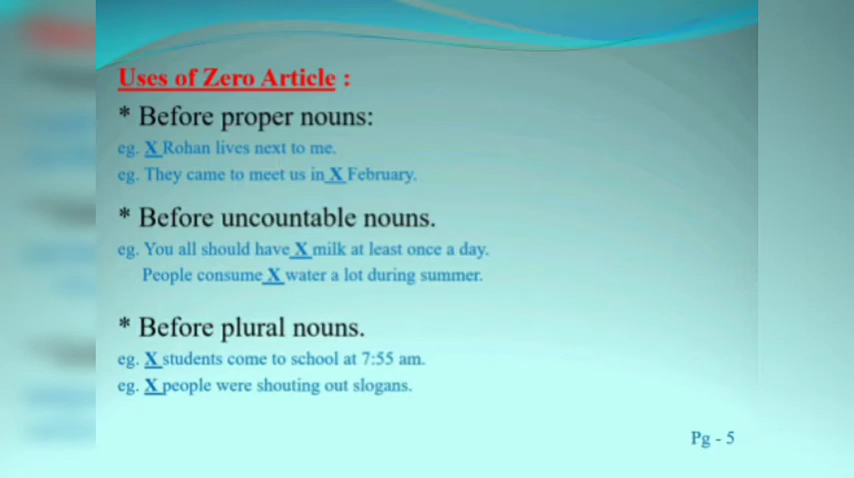 Uses of Zero Article :
* Before proper nouns:
eg. X Rohan lives next to me.
eg. They came to meet us in X February.
* Before uncountable nouns.
eg. You all should have X milk at least once a day.
People consume X water a lot during summer.
* Before plural nouns.
eg. X students come to school at 7:55 am.
eg. X people were shouting out slogans.
Pg - 5